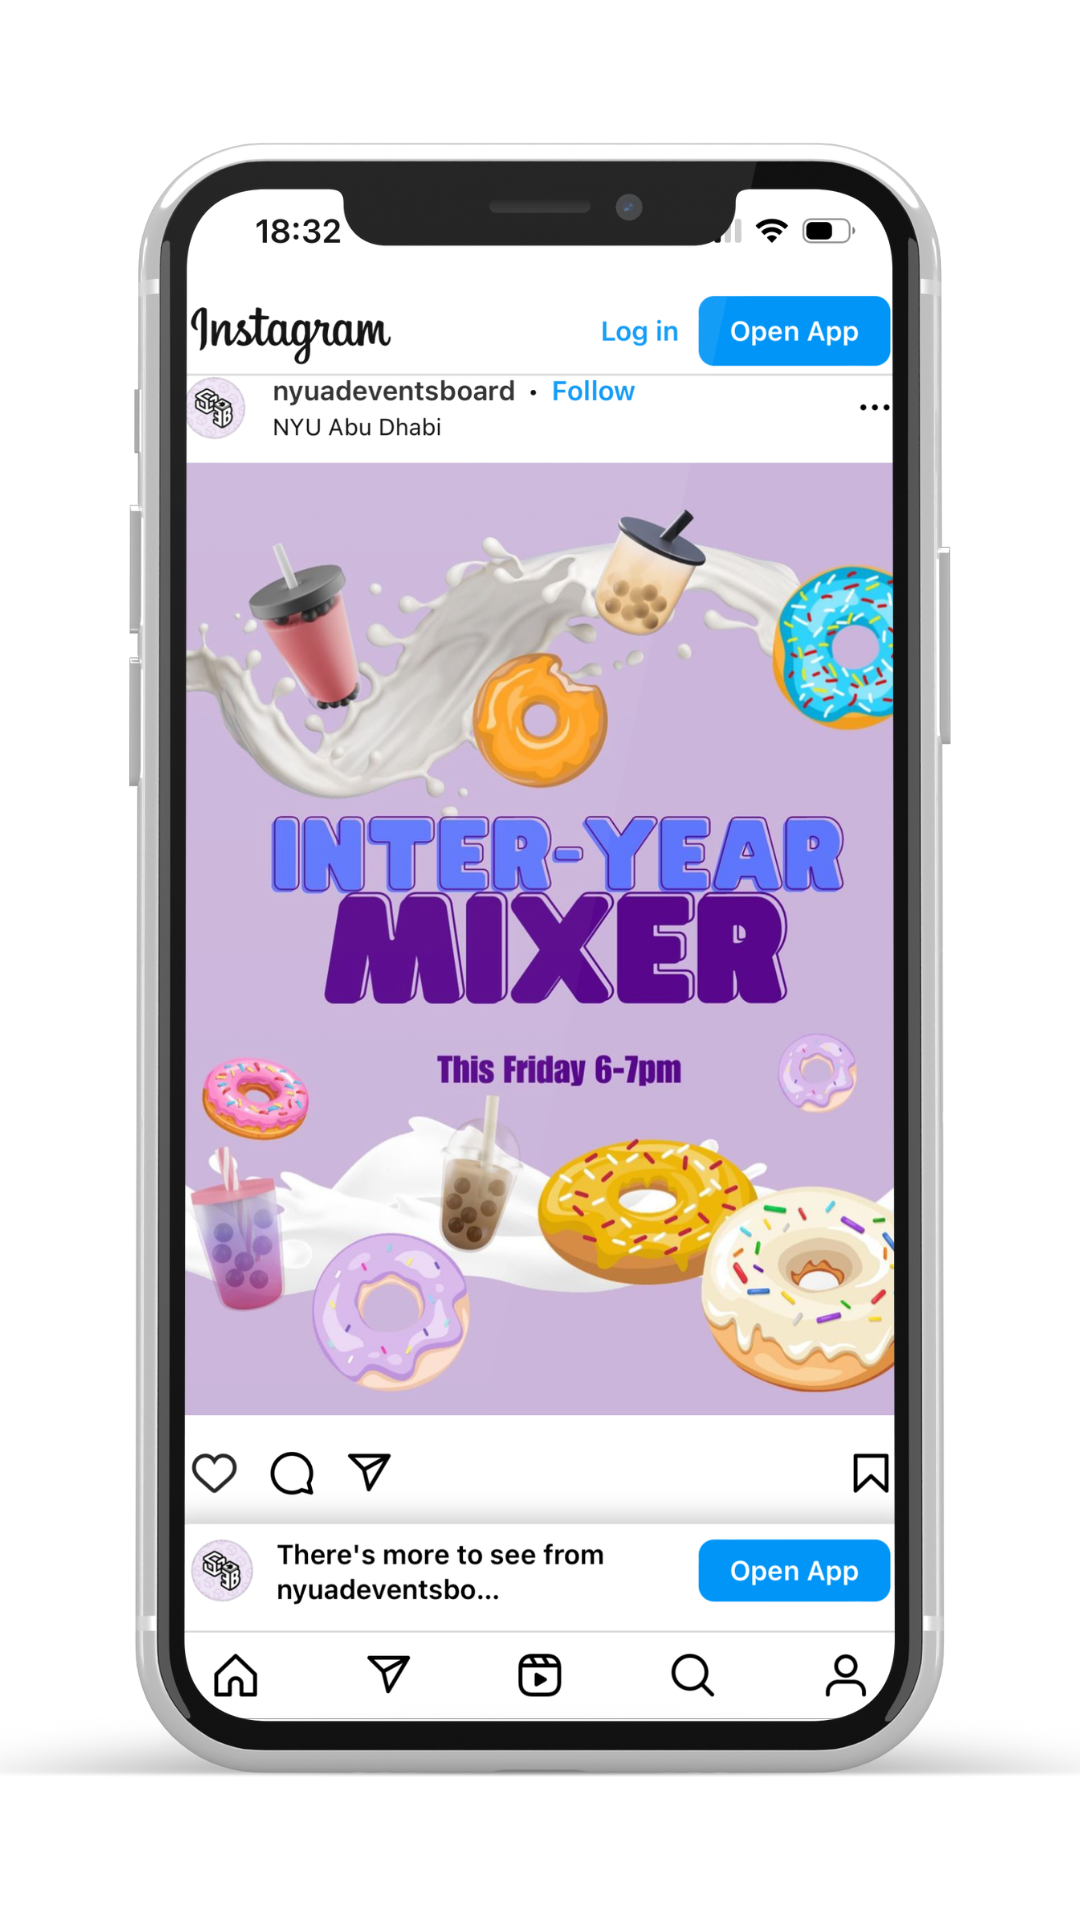 18:32
Instagram
Log in
Open App
nyuadeventsboard • Follow
NYU Abu Dhabi
INTER-YEAR
MIXER
This Friday 6-7pm
There's more to see from
nyuadeventsbo...
Open App